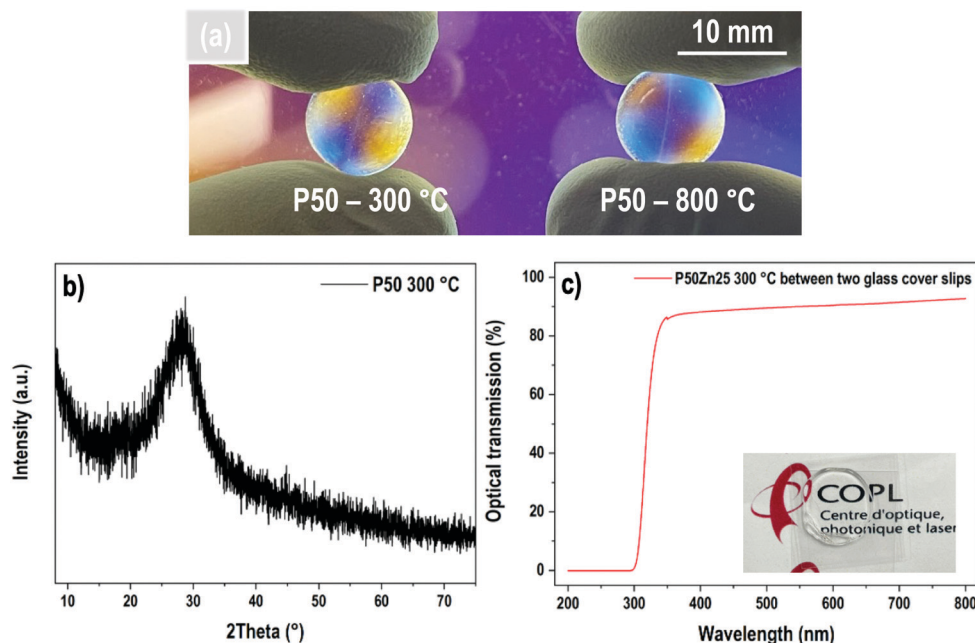 (a)
10 mm
P50 – 300 °C
P50 – 800 °C
b)
P50 300 °C
Intensity (a.u.)
10 20 30 40 50 60 70
2Theta (°)
c)
P50Zn25 300 °C between two glass cover slips
Optical transmission (%)
100
80
60
40
20
0
COPL
Centre d'optique,
photonique et laser
200 300 400 500 600 700 800
Wavelength (nm)